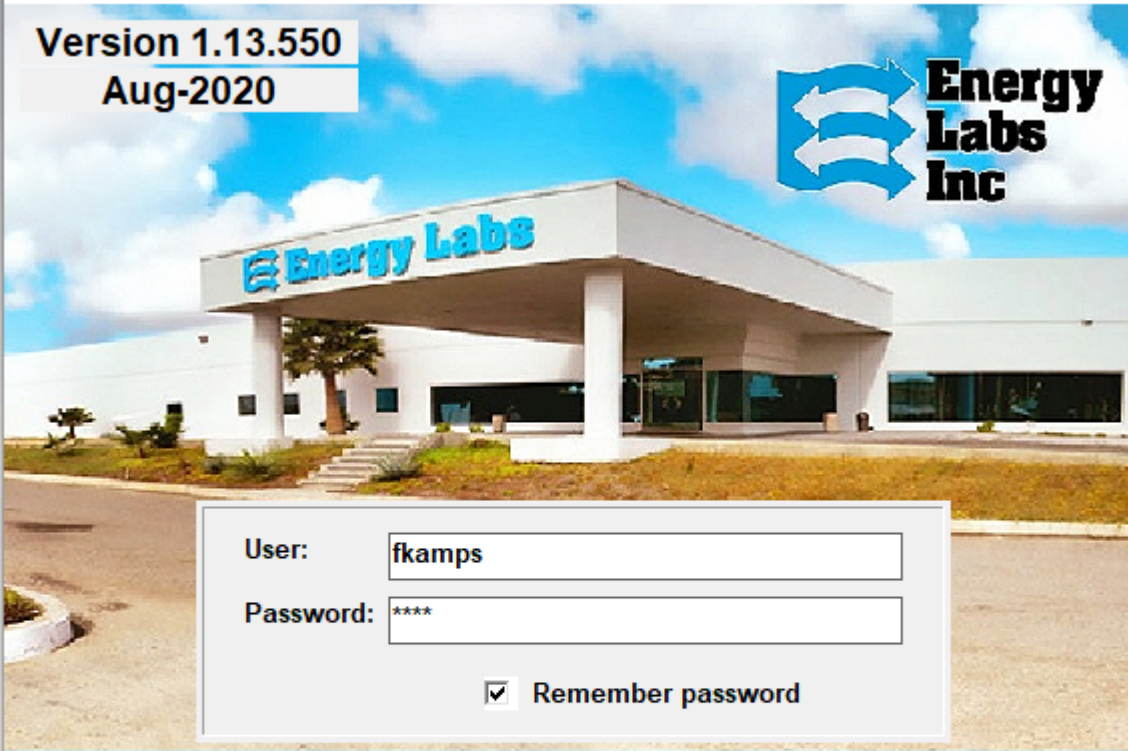 Version 1.13.550
Aug-2020
Energy
Labs
Inc
Energy Labs
User:
fkamps
Password:
****
Remember password